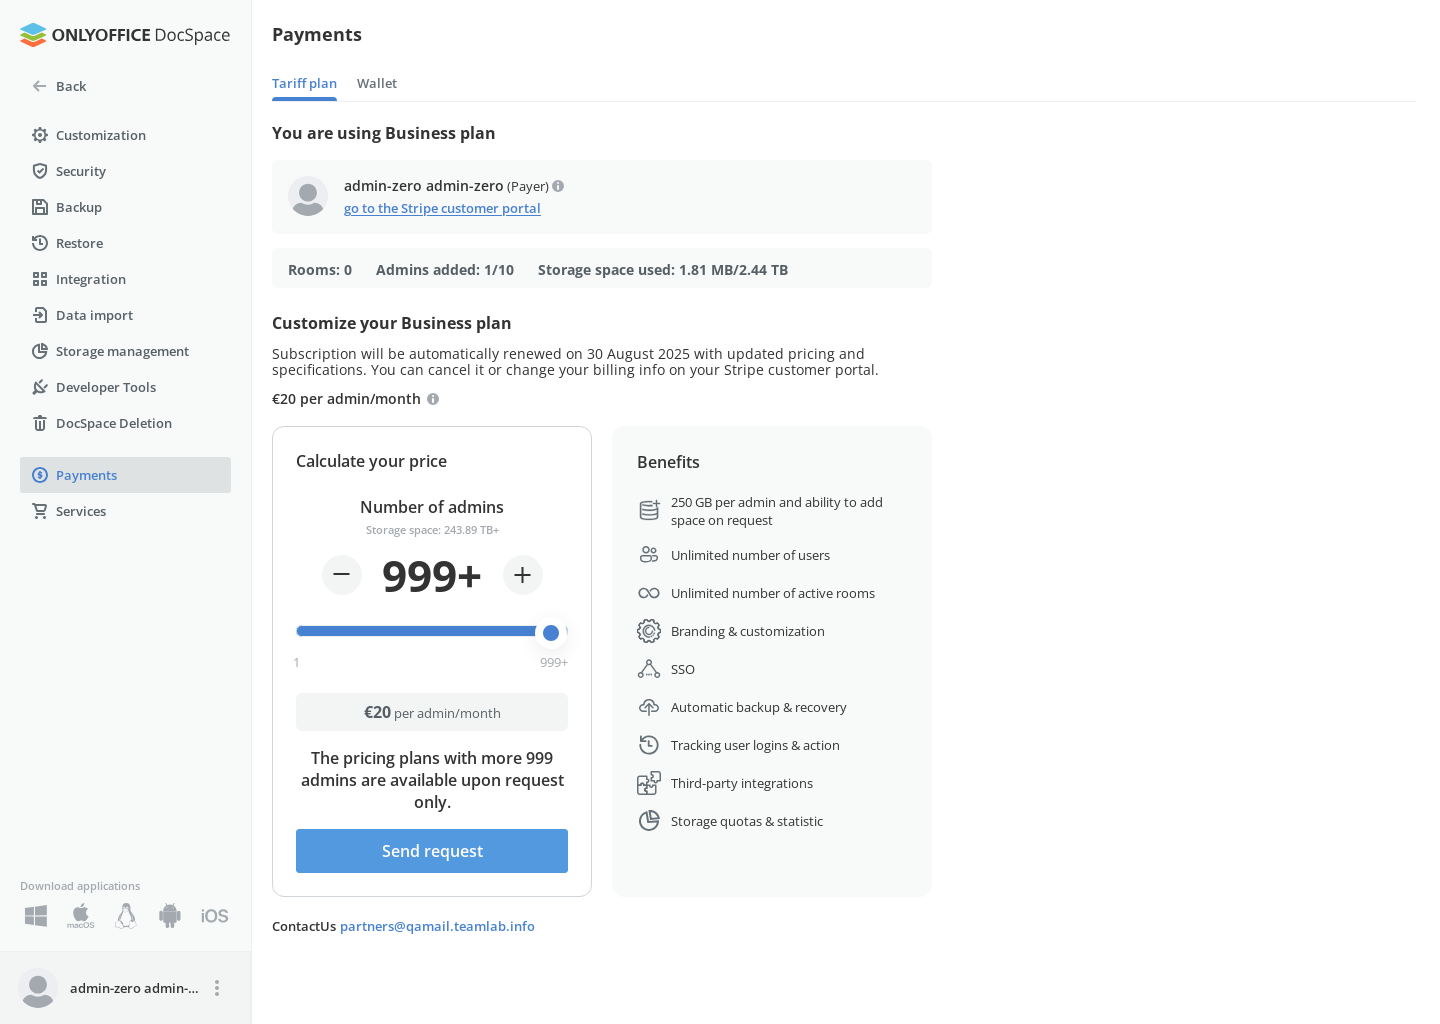 ONLYOFFICE DocSpace
Back
Customization
Security
Backup
Restore
Integration
Data import
Storage management
Developer Tools
DocSpace Deletion
Payments
Services
Download applications
macOS
iOS
admin-zero admin-...
Payments
Tariff plan
Wallet
You are using Business plan
admin-zero admin-zero (Payer)
go to the Stripe customer portal
Rooms: 0 Admins added: 1/10 Storage space used: 1.81 MB/2.44 TB
Customize your Business plan
Subscription will be automatically renewed on 30 August 2025 with updated pricing and
specifications. You can cancel it or change your billing info on your Stripe customer portal.
€20 per admin/month
Calculate your price
Number of admins
Storage space: 243.89 TB+
999+
1
999+
€20 per admin/month
The pricing plans with more 999
admins are available upon request
only.
Send request
Benefits
250 GB per admin and ability to add
space on request
Unlimited number of users
Unlimited number of active rooms
Branding & customization
SSO
Automatic backup & recovery
Tracking user logins & action
Third-party integrations
Storage quotas & statistic
ContactUs partners@qamail.teamlab.info